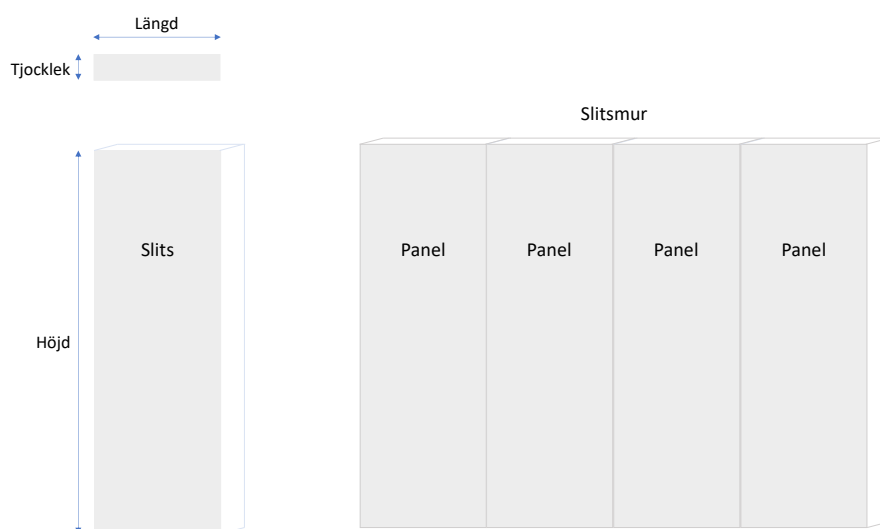 Längd
Tjocklek
Slitsmur
Slits
Panel
Panel
Panel
Panel
Höjd